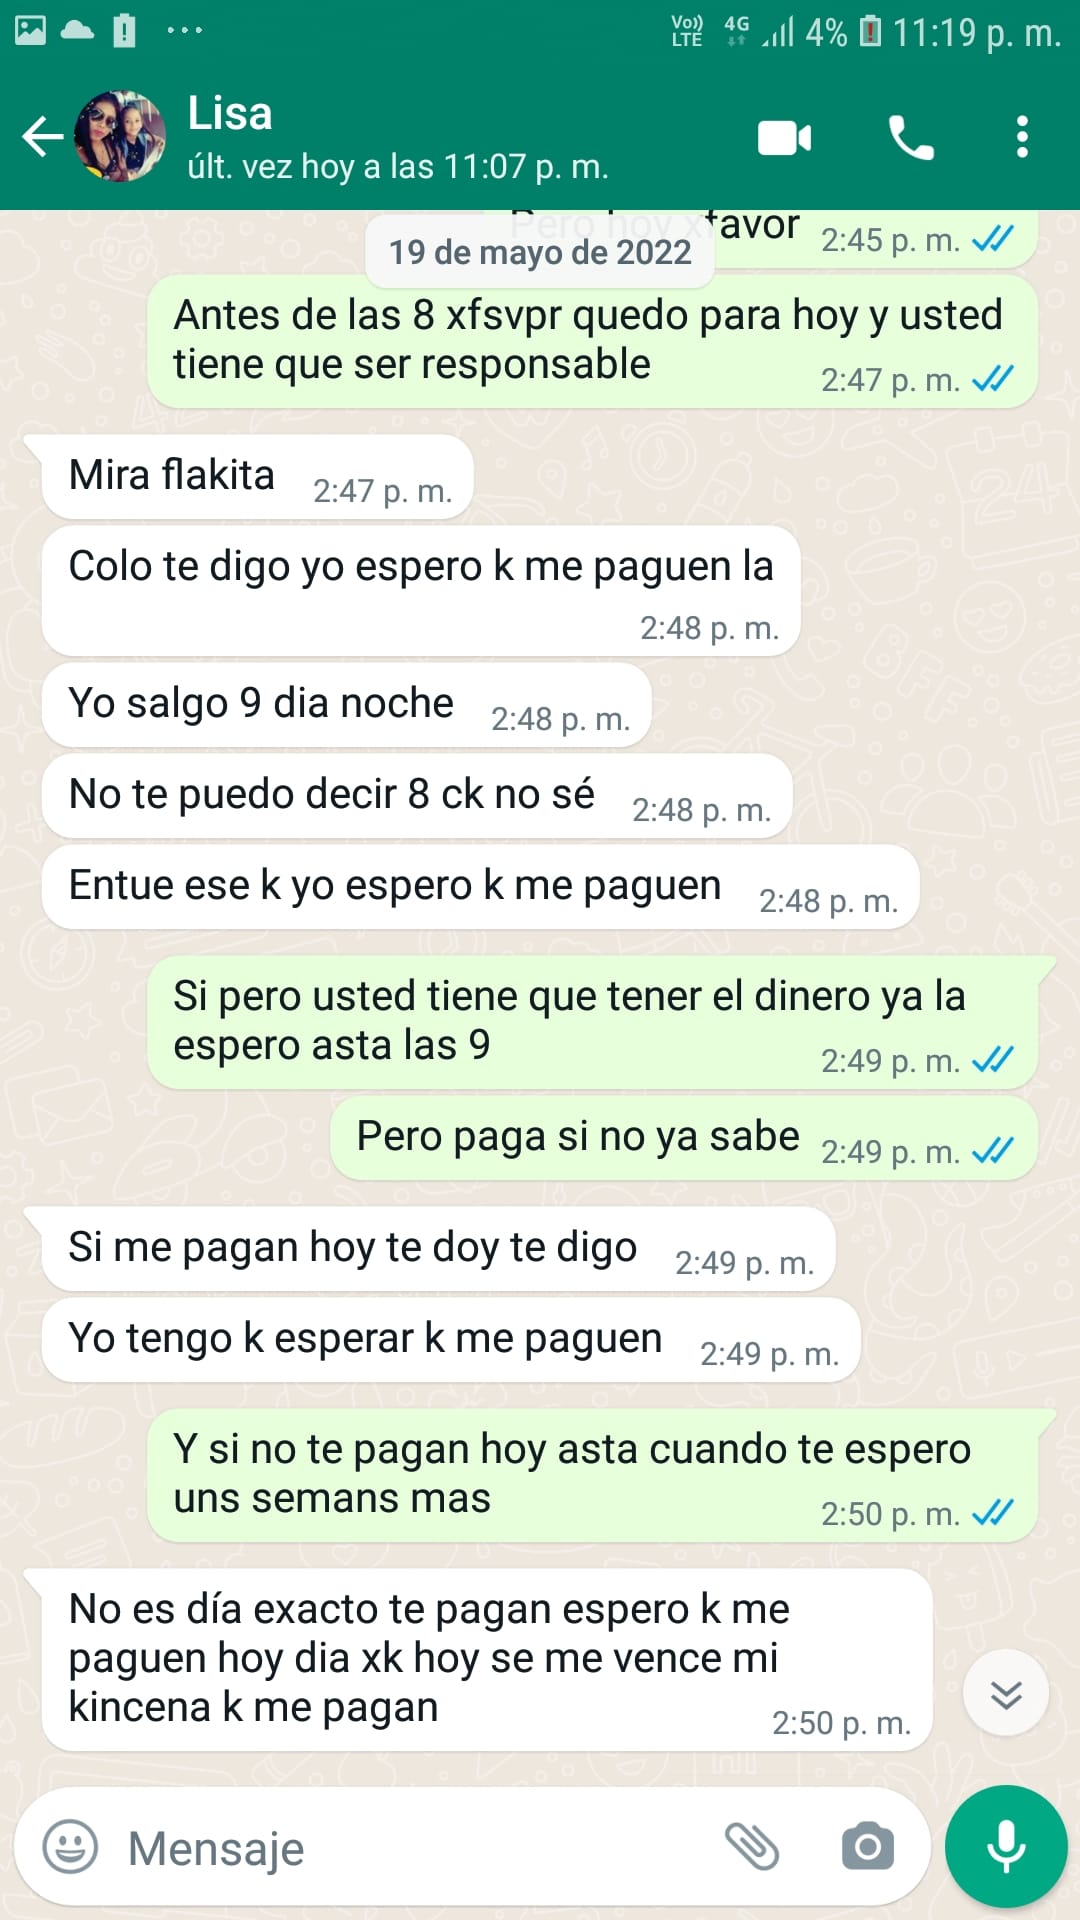 Vo)) LTE 4G 4% 11:19 p. m.
Lisa
últ. vez hoy a las 11:07 p. m.
Pero hoy xfavor 2:45 p. m.
19 de mayo de 2022
Antes de las 8 xfsvpr quedo para hoy y usted
tiene que ser responsable 2:47 p. m.
Mira flakita 2:47 p. m.
Colo te digo yo espero k me paguen la
2:48 p. m.
Yo salgo 9 dia noche 2:48 p. m.
No te puedo decir 8 ck no sé 2:48 p. m.
Entue ese k yo espero k me paguen 2:48 p. m.
Si pero usted tiene que tener el dinero ya la
espero asta las 9 2:49 p. m.
Pero paga si no ya sabe 2:49 p. m.
Si me pagan hoy te doy te digo 2:49 p. m.
Yo tengo k esperar k me paguen 2:49 p. m.
Y si no te pagan hoy asta cuando te espero
uns semans mas 2:50 p. m.
No es día exacto te pagan espero k me
paguen hoy dia xk hoy se me vence mi
kincena k me pagan 2:50 p. m.
Mensaje